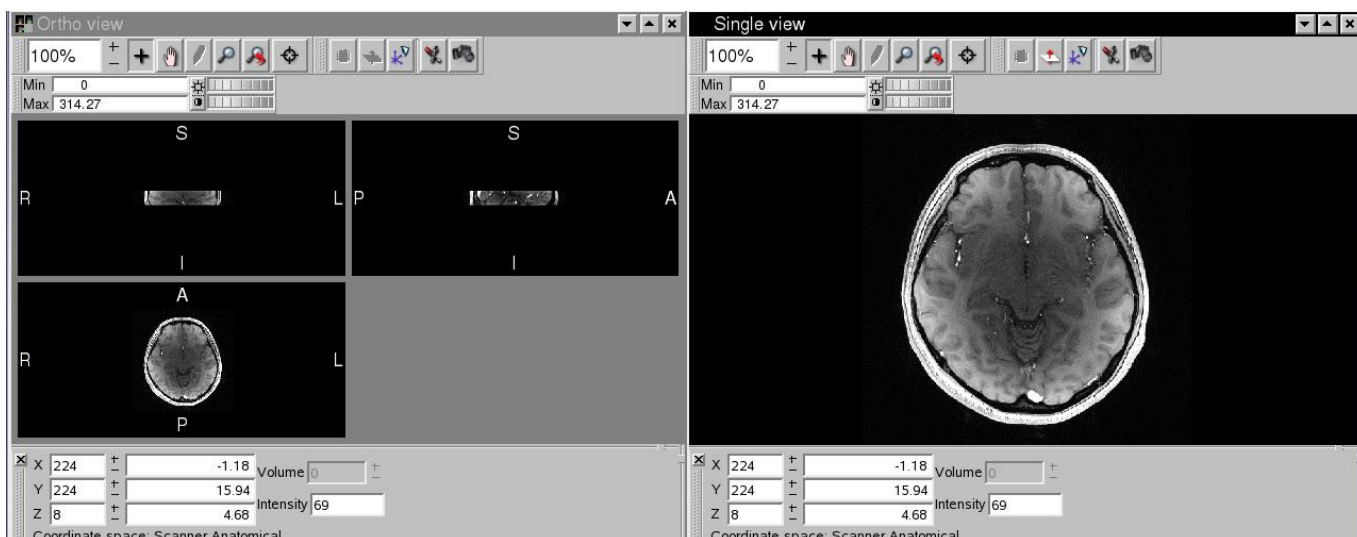 Ortho view
100%
Min 0
Max 314.27
S
R
L
I
S
P
A
I
A
R
L
P
X 224 -1.18
Y 224 15.94
Z 8 4.68
Volume 0
Intensity 69
Coordinate space: Scanner Anatomical
Single view
100%
Min 0
Max 314.27
X 224 -1.18
Y 224 15.94
Z 8 4.68
Volume 0
Intensity 69
Coordinate space: Scanner Anatomical